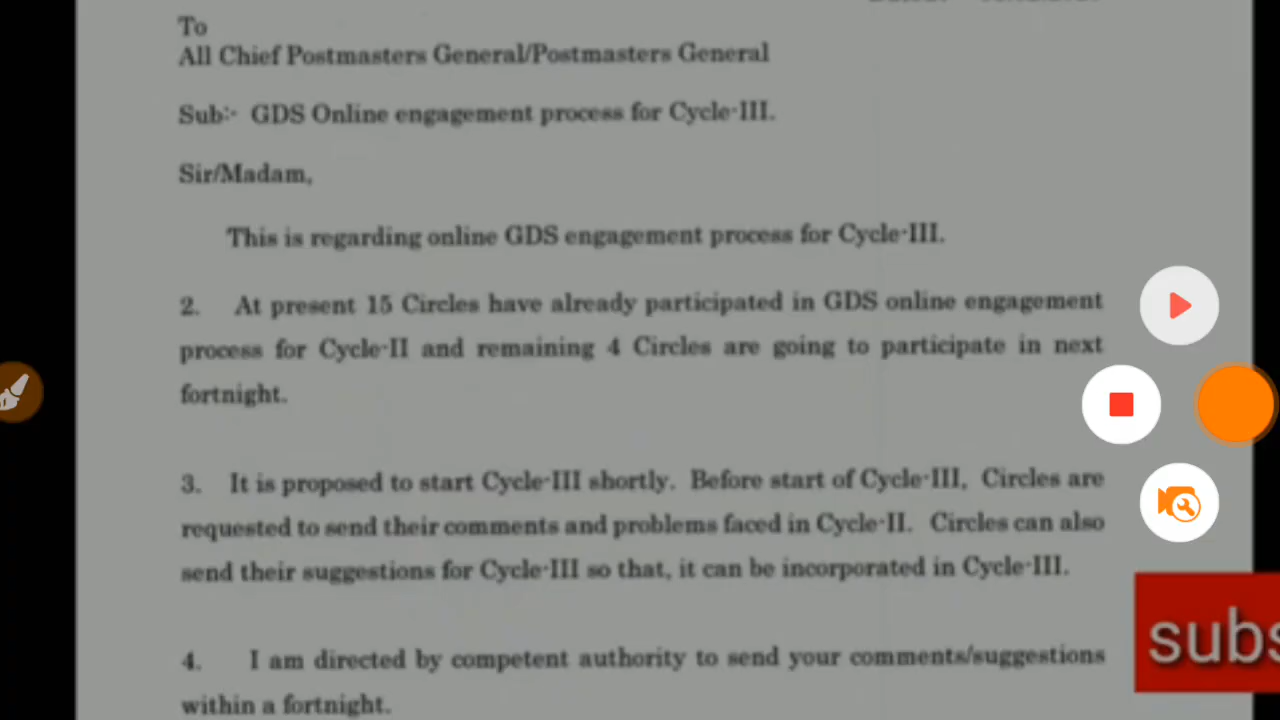 To
All Chief Postmasters General/Postmasters General
Sub:- GDS Online engagement process for Cycle-III.
Sir/Madam,
This is regarding online GDS engagement process for Cycle-III.
2. At present 15 Circles have already participated in GDS online engagement
process for Cycle-II and remaining 4 Circles are going to participate in next
fortnight.
3. It is proposed to start Cycle-III shortly. Before start of Cycle-III, Circles are
requested to send their comments and problems faced in Cycle-II. Circles can also
send their suggestions for Cycle-III so that, it can be incorporated in Cycle-III.
subs
4. I am directed by competent authority to send your comments/suggestions
within a fortnight.